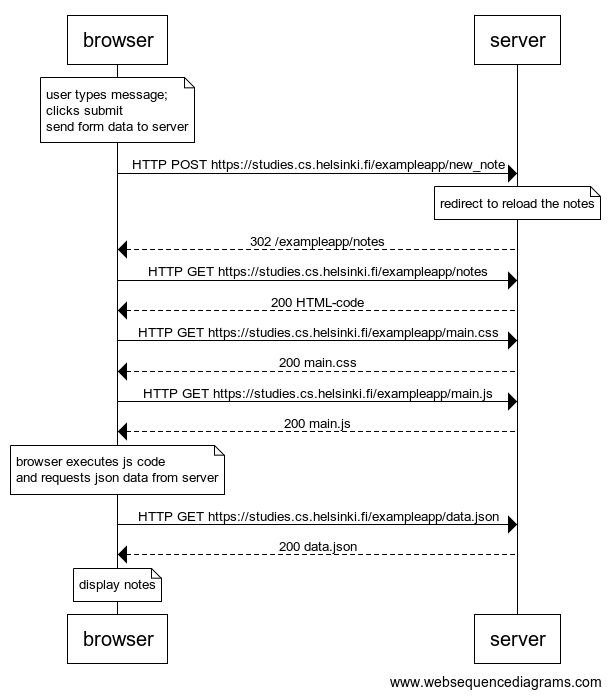 browser
server
user types message;
clicks submit
send form data to server
HTTP POST https://studies.cs.helsinki.fi/exampleapp/new_note
redirect to reload the notes
302 /exampleapp/notes
HTTP GET https://studies.cs.helsinki.fi/exampleapp/notes
200 HTML-code
HTTP GET https://studies.cs.helsinki.fi/exampleapp/main.css
200 main.css
HTTP GET https://studies.cs.helsinki.fi/exampleapp/main.js
200 main.js
browser executes js code
and requests json data from server
HTTP GET https://studies.cs.helsinki.fi/exampleapp/data.json
200 data.json
display notes
browser
server
www.websequencediagrams.com